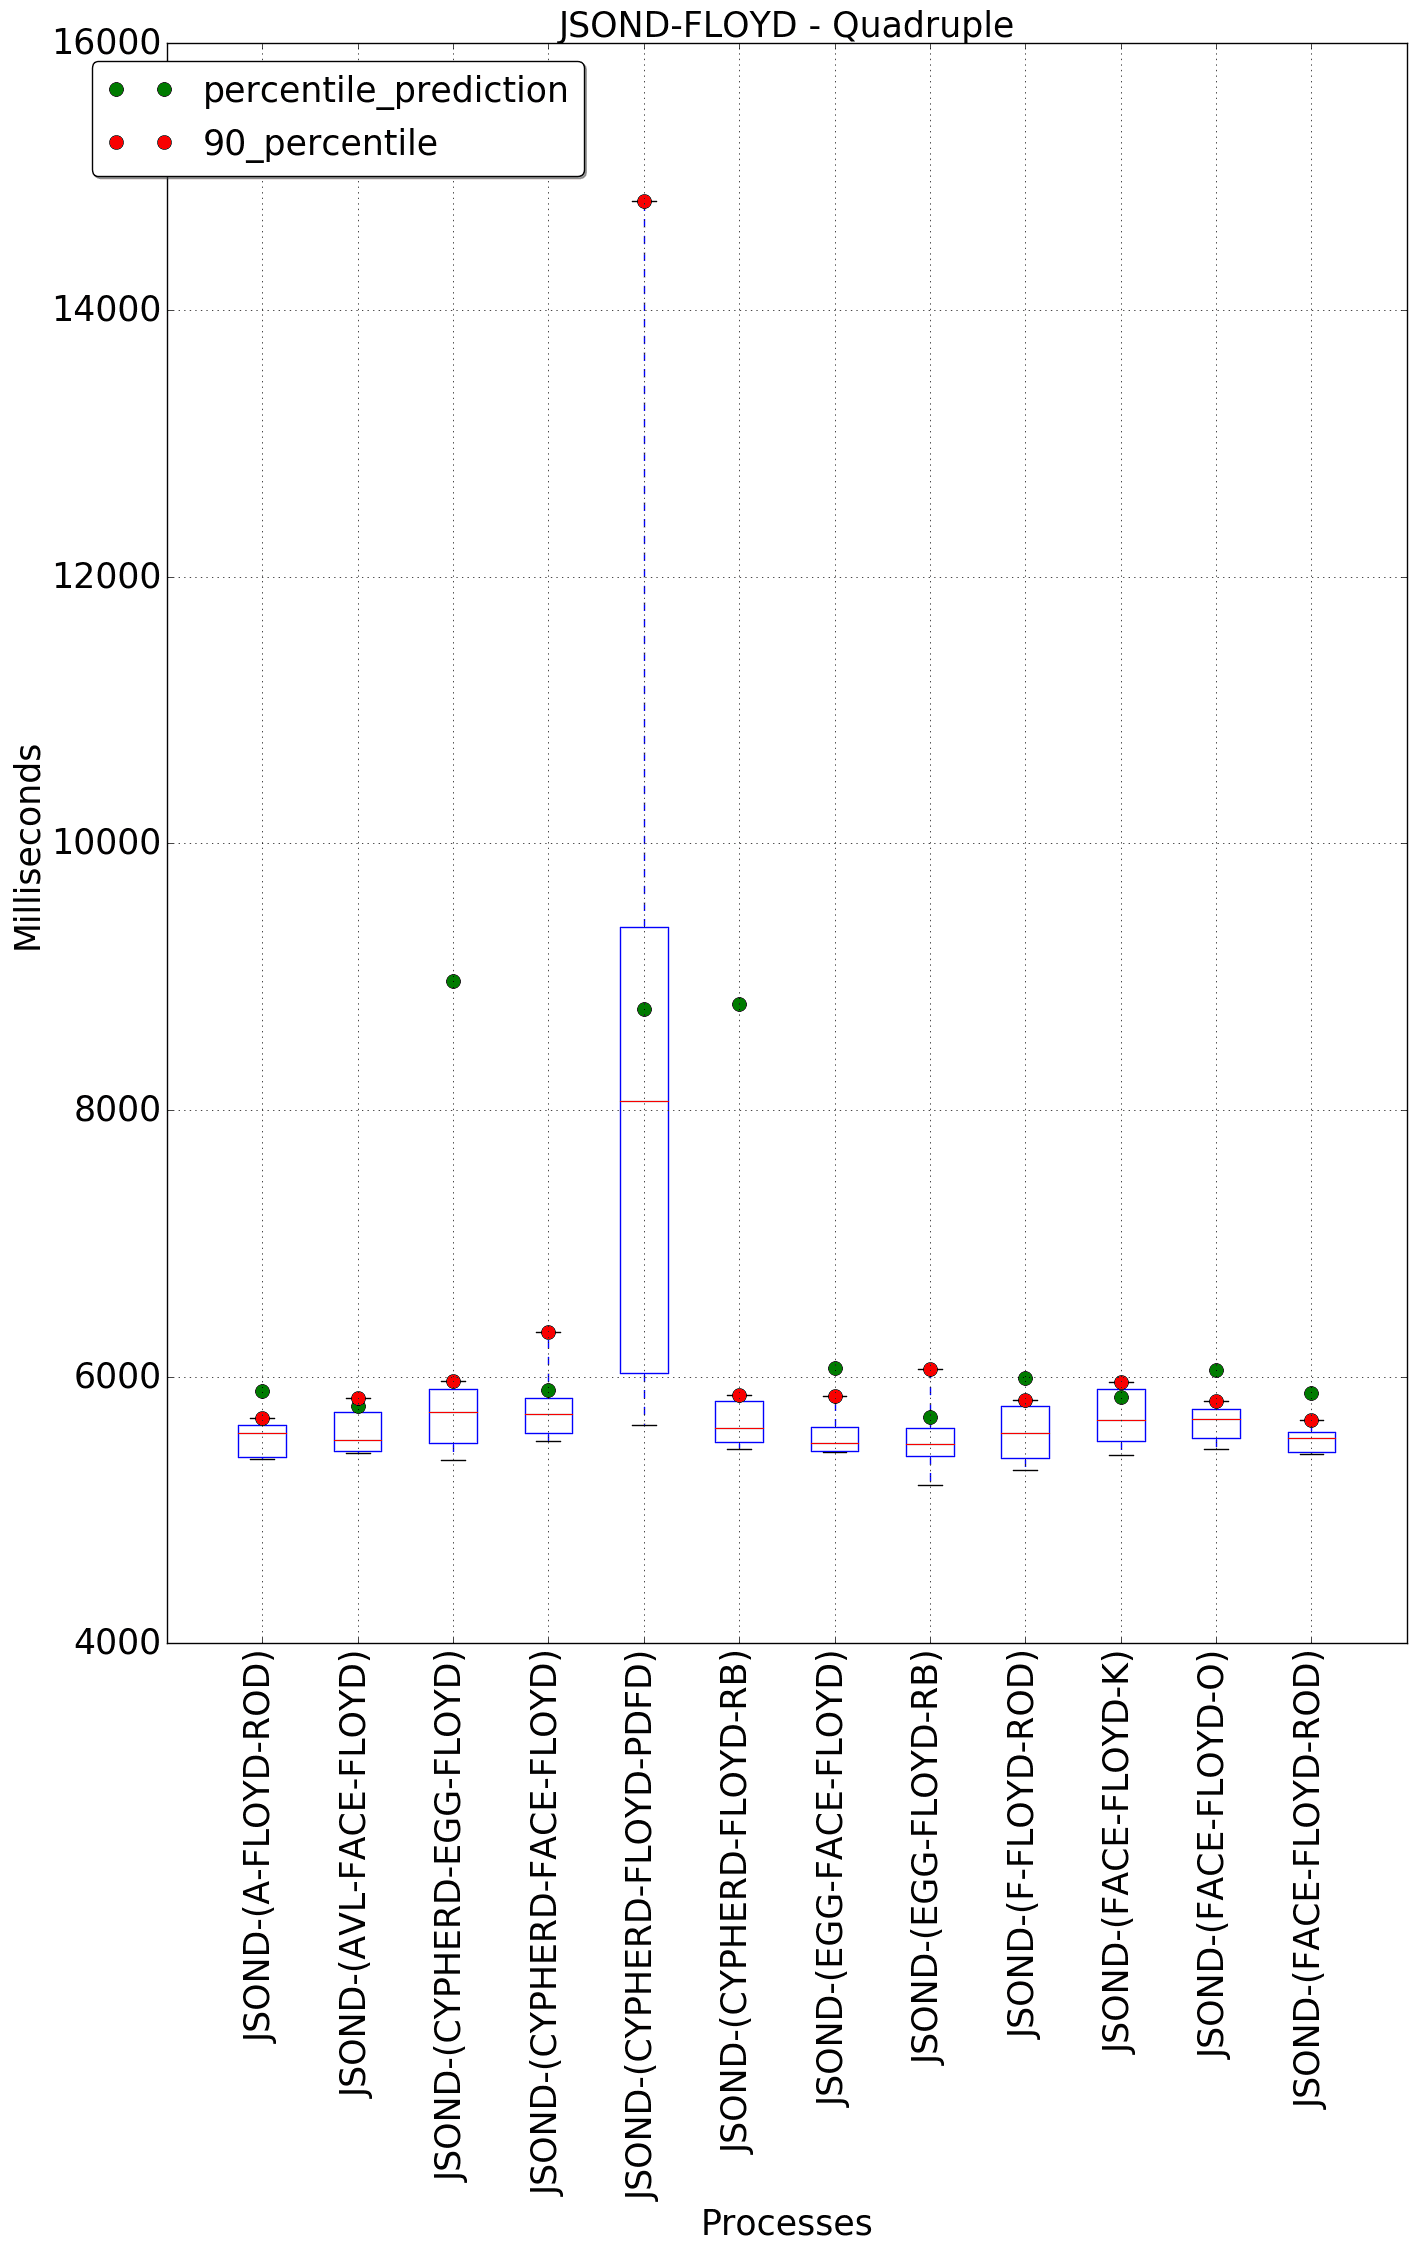 JSOND-FLOYD - Quadruple
16000
percentile_prediction
90_percentile
14000
12000
10000
8000
6000
4000
Milliseconds
JSOND-(A-FLOYD-ROD)
JSOND-(AVL-FACE-FLOYD)
JSOND-(CYPHERD-EGG-FLOYD)
JSOND-(CYPHERD-FACE-FLOYD)
JSOND-(CYPHERD-FLOYD-PDFD)
JSOND-(CYPHERD-FLOYD-RB)
JSOND-(EGG-FACE-FLOYD)
JSOND-(EGG-FLOYD-RB)
JSOND-(F-FLOYD-ROD)
JSOND-(FACE-FLOYD-K)
JSOND-(FACE-FLOYD-O)
JSOND-(FACE-FLOYD-ROD)
Processes